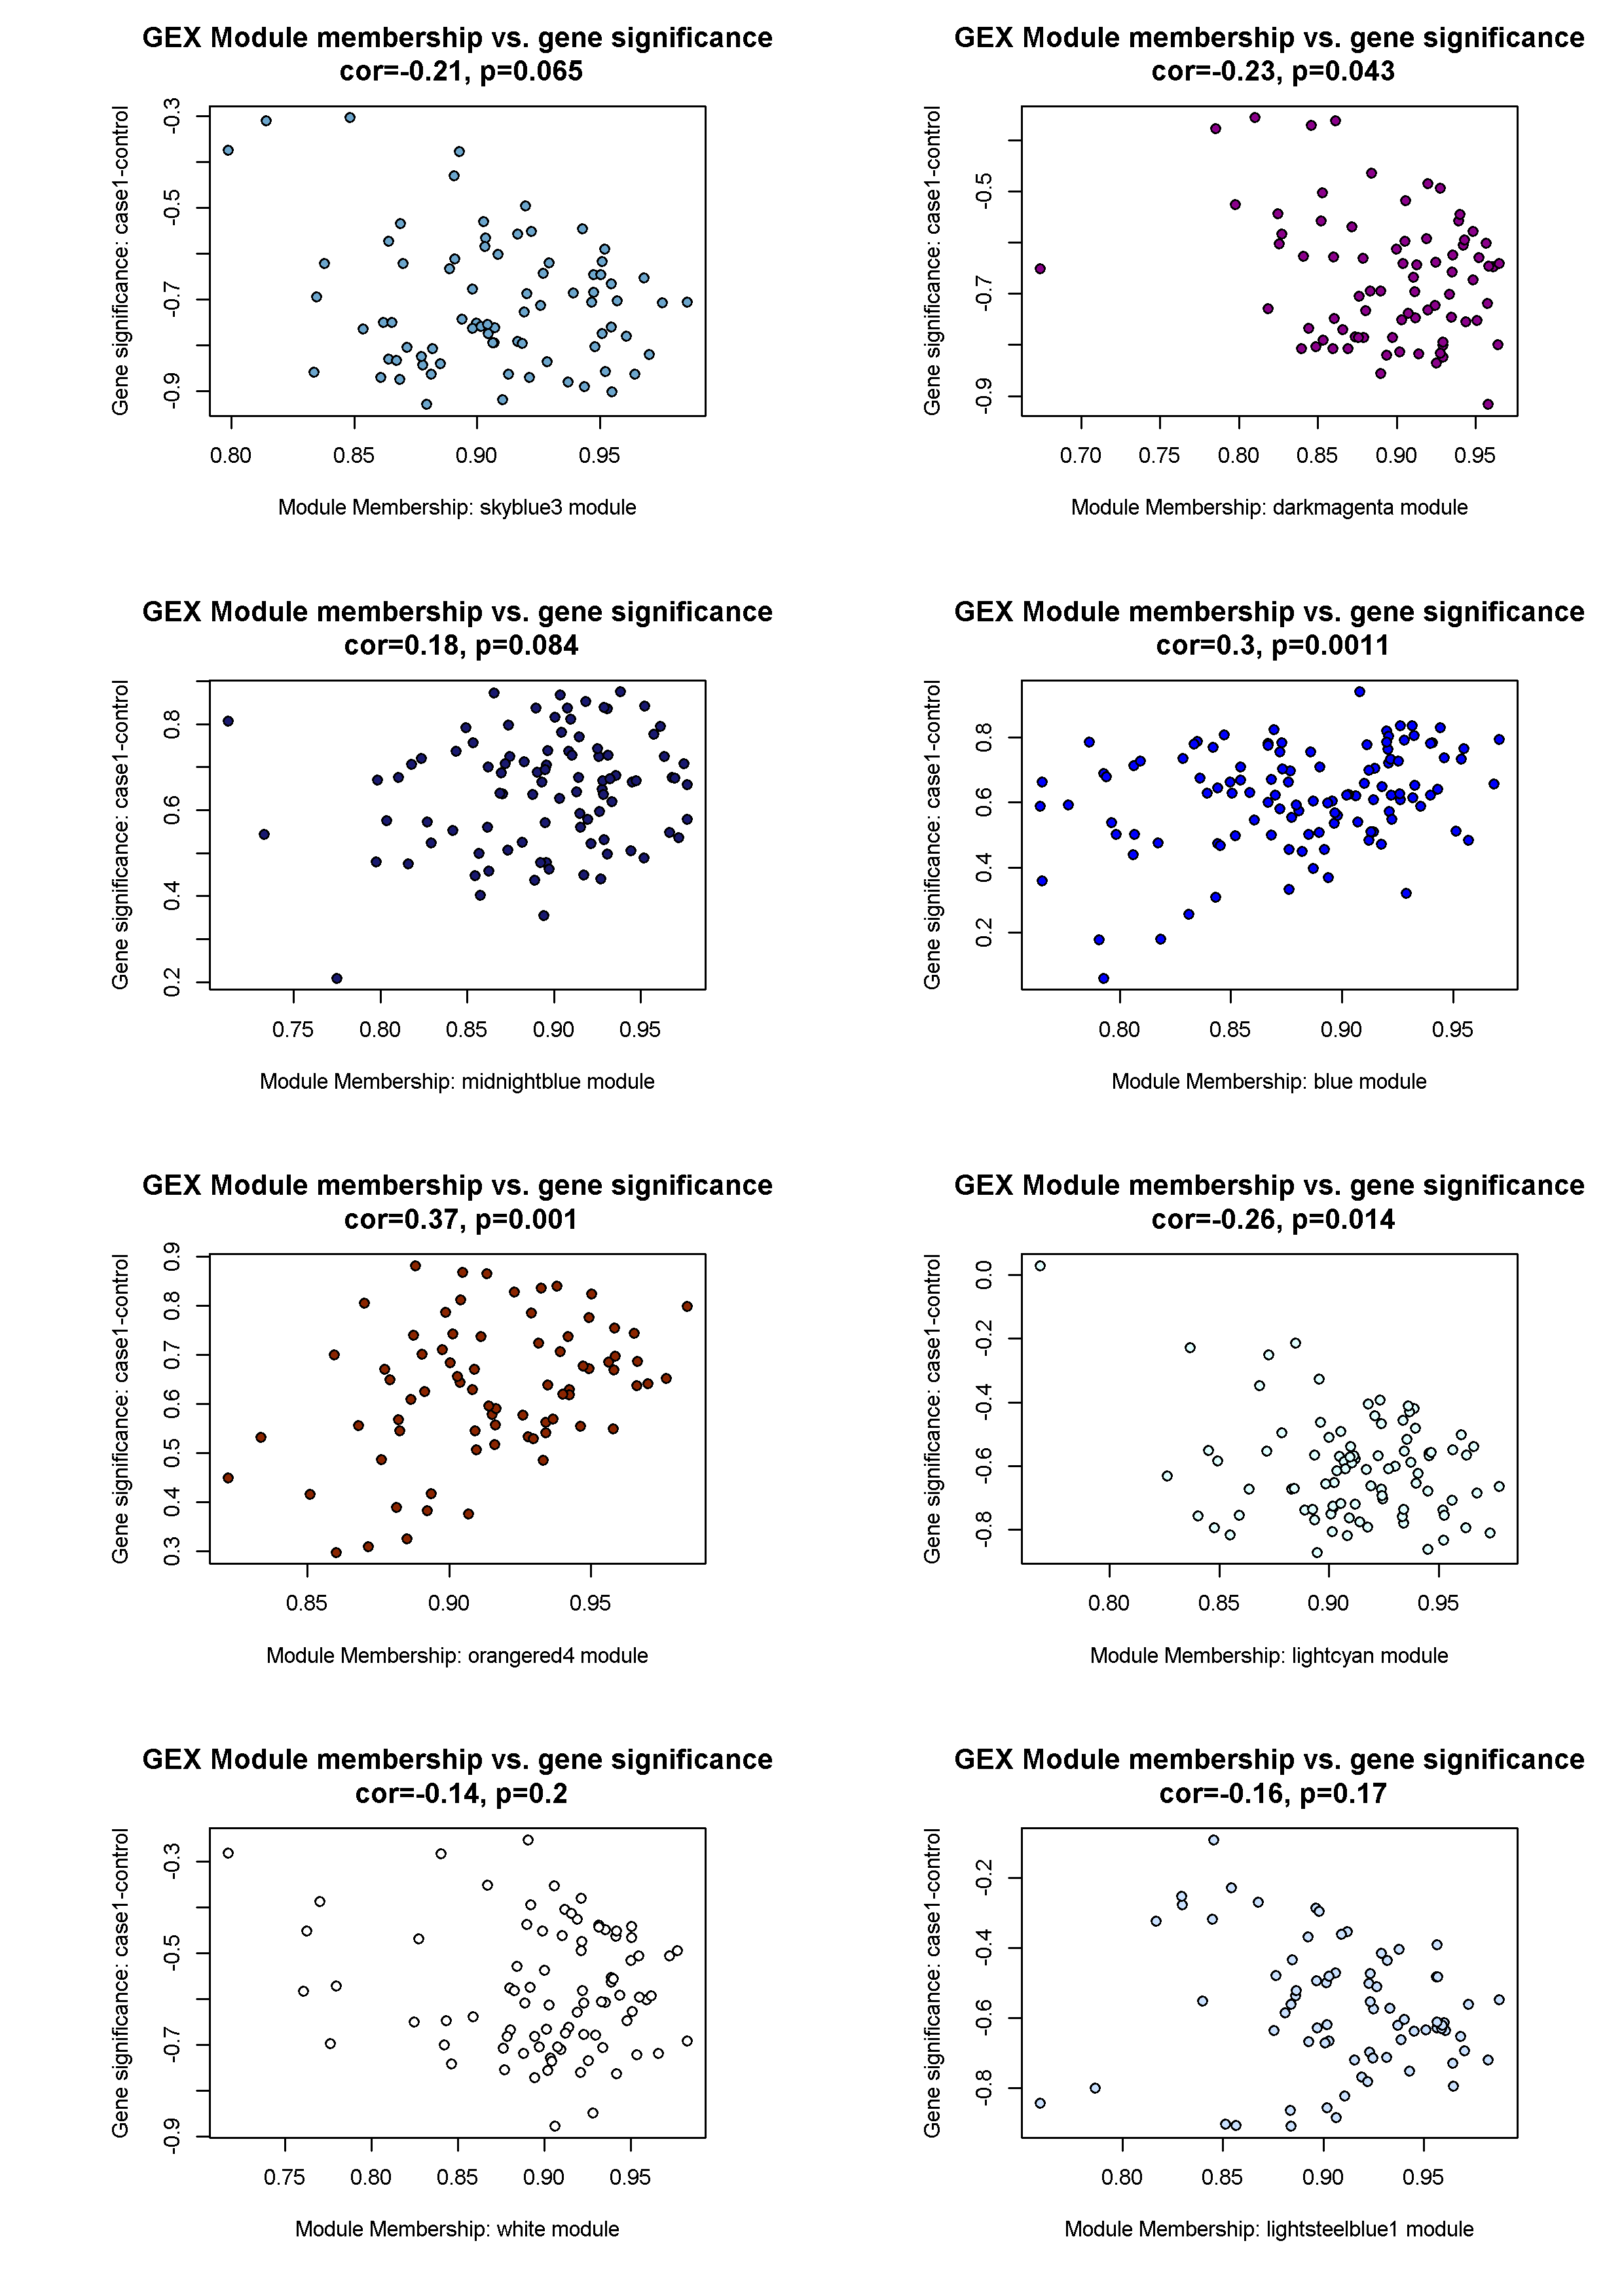 GEX Module membership vs. gene significance
cor=-0.21, p=0.065
Gene significance: case1-control
-0.3
-0.5
-0.7
-0.9
0.80 0.85 0.90 0.95
Module Membership: skyblue3 module
GEX Module membership vs. gene significance
cor=-0.23, p=0.043
Gene significance: case1-control
-0.5
-0.7
-0.9
0.70 0.75 0.80 0.85 0.90 0.95
Module Membership: darkmagenta module
GEX Module membership vs. gene significance
cor=0.18, p=0.084
Gene significance: case1-control
0.8
0.6
0.4
0.2
0.75 0.80 0.85 0.90 0.95
Module Membership: midnightblue module
GEX Module membership vs. gene significance
cor=0.3, p=0.0011
Gene significance: case1-control
0.8
0.6
0.4
0.2
0.80 0.85 0.90 0.95
Module Membership: blue module
GEX Module membership vs. gene significance
cor=0.37, p=0.001
Gene significance: case1-control
0.9
0.8
0.7
0.6
0.5
0.4
0.3
0.85 0.90 0.95
Module Membership: orangered4 module
GEX Module membership vs. gene significance
cor=-0.26, p=0.014
Gene significance: case1-control
0.0
-0.2
-0.4
-0.6
-0.8
0.80 0.85 0.90 0.95
Module Membership: lightcyan module
GEX Module membership vs. gene significance
cor=-0.14, p=0.2
Gene significance: case1-control
-0.3
-0.5
-0.7
-0.9
0.75 0.80 0.85 0.90 0.95
Module Membership: white module
GEX Module membership vs. gene significance
cor=-0.16, p=0.17
Gene significance: case1-control
-0.2
-0.4
-0.6
-0.8
0.80 0.85 0.90 0.95
Module Membership: lightsteelblue1 module